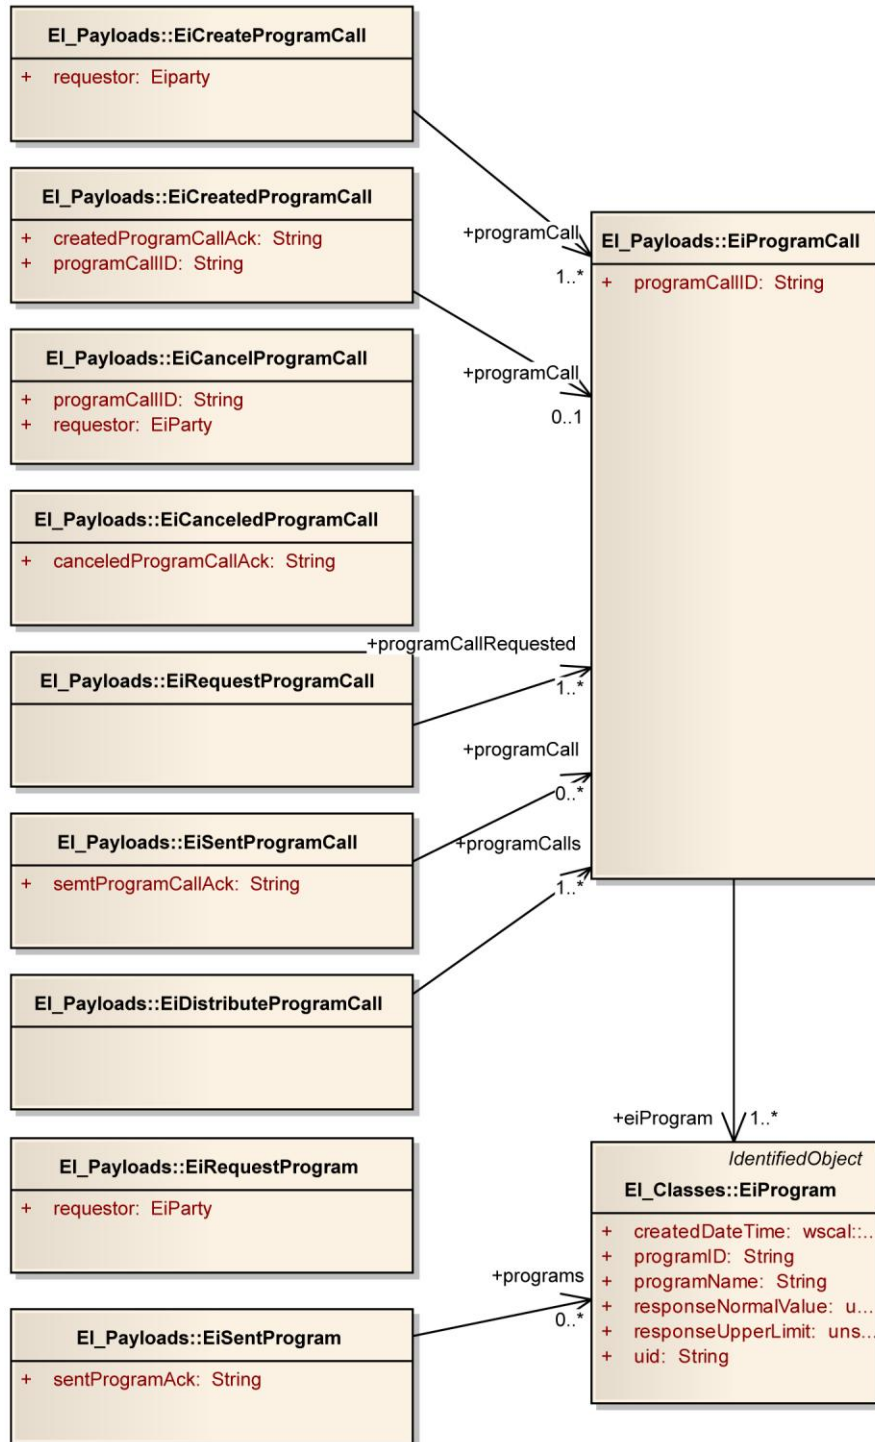 EI_Payloads::EiCreateProgramCall
+ requestor: Eiparty
EI_Payloads::EiCreatedProgramCall
+ createdProgramCallAck: String
+ programCallID: String
EI_Payloads::EiCancelProgramCall
+ programCallID: String
+ requestor: EiParty
EI_Payloads::EiCanceledProgramCall
+ canceledProgramCallAck: String
EI_Payloads::EiRequestProgramCall
EI_Payloads::EiSentProgramCall
+ semtProgramCallAck: String
EI_Payloads::EiDistributeProgramCall
EI_Payloads::EiRequestProgram
+ requestor: EiParty
EI_Payloads::EiSentProgram
+ sentProgramAck: String
+programCall
1..*
+programCall
0..1
+programCallRequested
1..*
+programCall
0..*
+programCalls
1..*
+programs
0..*
EI_Payloads::EiProgramCall
+ programCallID: String
+eiProgram
1..*
IdentifiedObject
EI_Classes::EiProgram
+ createdDateTime: wscal::...
+ programID: String
+ programName: String
+ responseNormalValue: u...
+ responseUpperLimit: uns...
+ uid: String